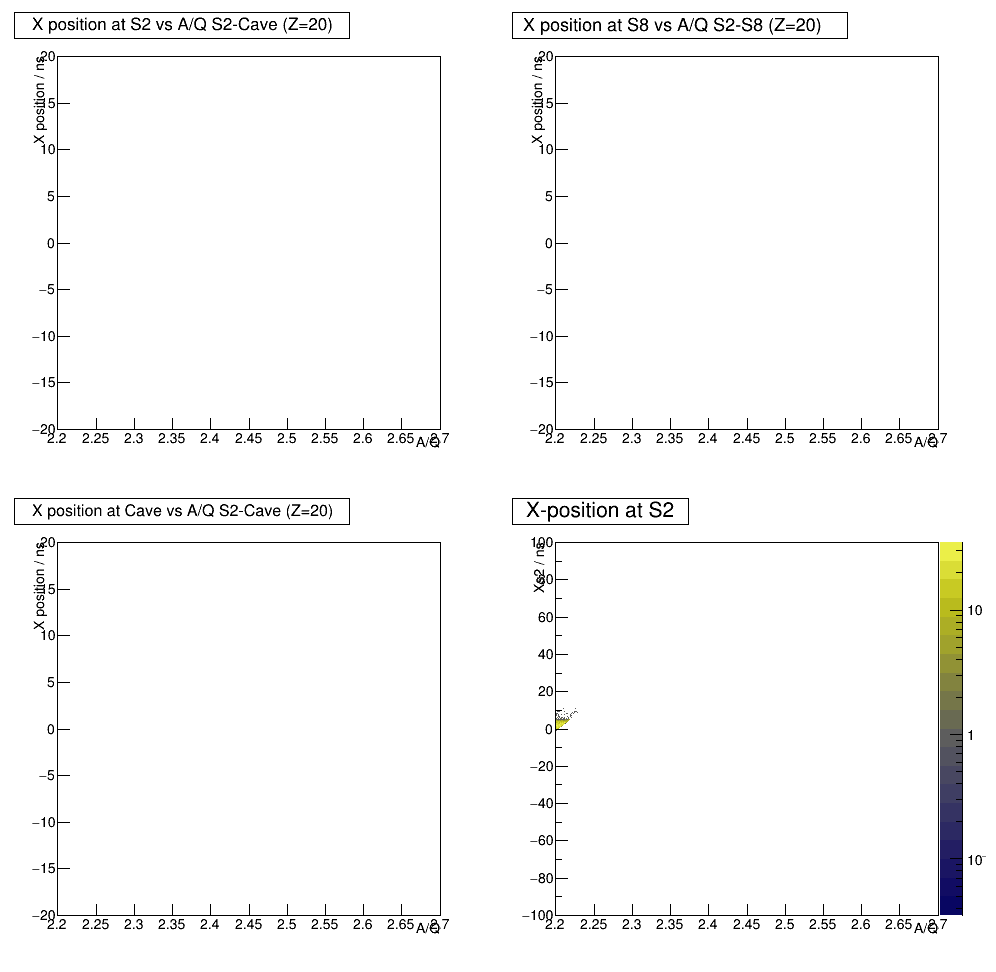 X position at S2 vs A/Q S2-Cave (Z=20)
X position / ns
20
15
10
5
0
−5
−10
−15
−20
2.2 2.25 2.3 2.35 2.4 2.45 2.5 2.55 2.6 2.65 2.7
A/Q
X position at S8 vs A/Q S2-S8 (Z=20)
X position / ns
20
15
10
5
0
−5
−10
−15
−20
2.2 2.25 2.3 2.35 2.4 2.45 2.5 2.55 2.6 2.65 2.7
A/Q
X position at Cave vs A/Q S2-Cave (Z=20)
X position / ns
20
15
10
5
0
−5
−10
−15
−20
2.2 2.25 2.3 2.35 2.4 2.45 2.5 2.55 2.6 2.65 2.7
A/Q
X-position at S2
Xs2 / ns
100
80
60
40
20
0
−20
−40
−60
−80
−100
2.2 2.25 2.3 2.35 2.4 2.45 2.5 2.55 2.6 2.65 2.7
A/Q
10
1
10⁻